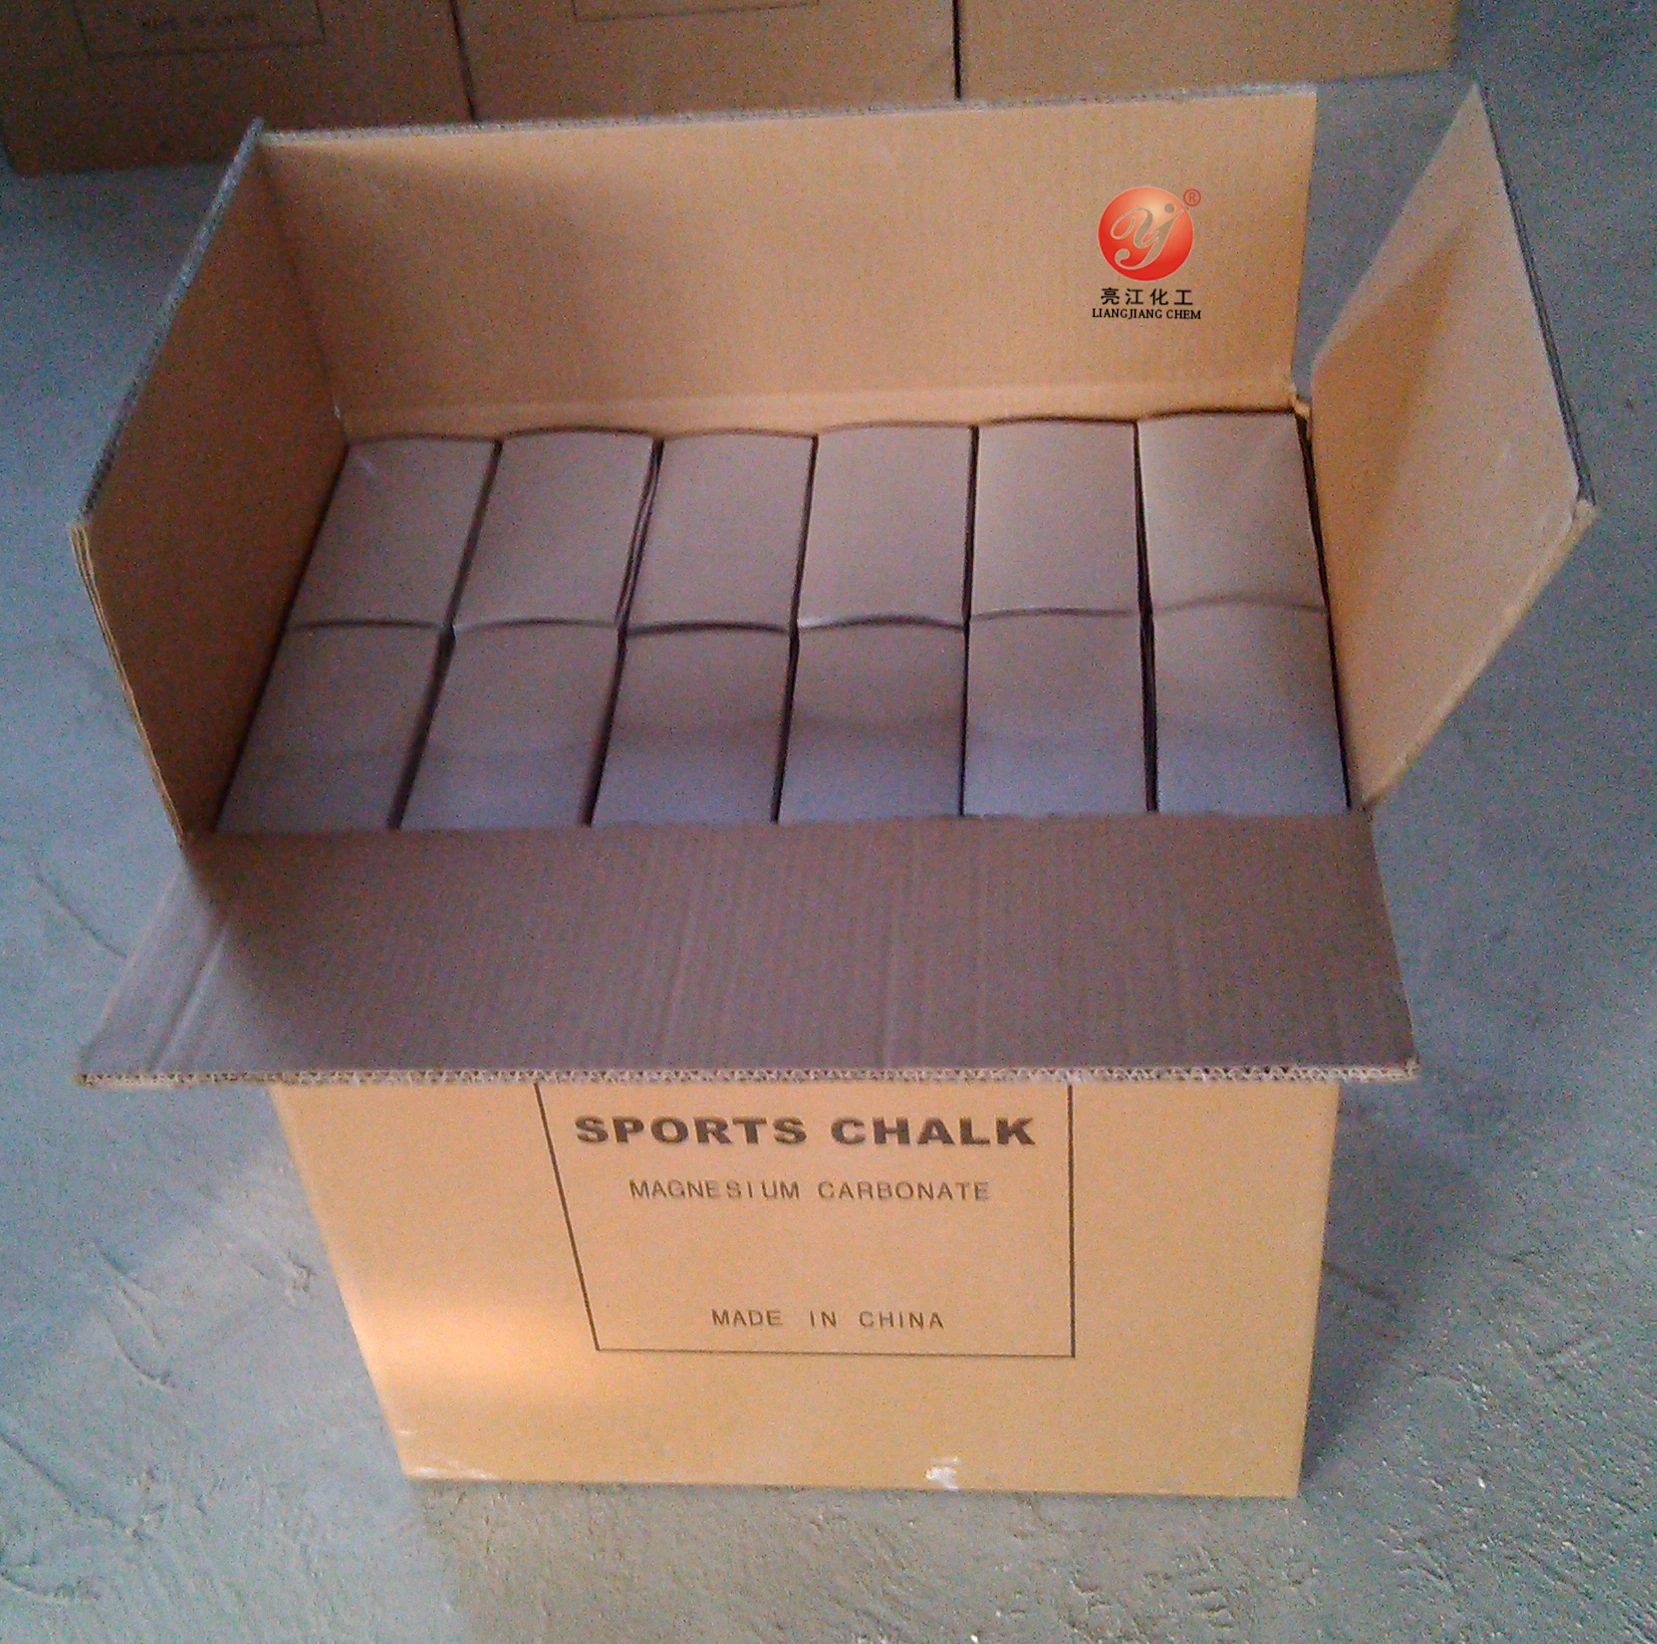 ®
亮江化工
LIANGJIANG CHEM
SPORTS CHALK
MAGNESIUM CARBONATE
MADE IN CHINA